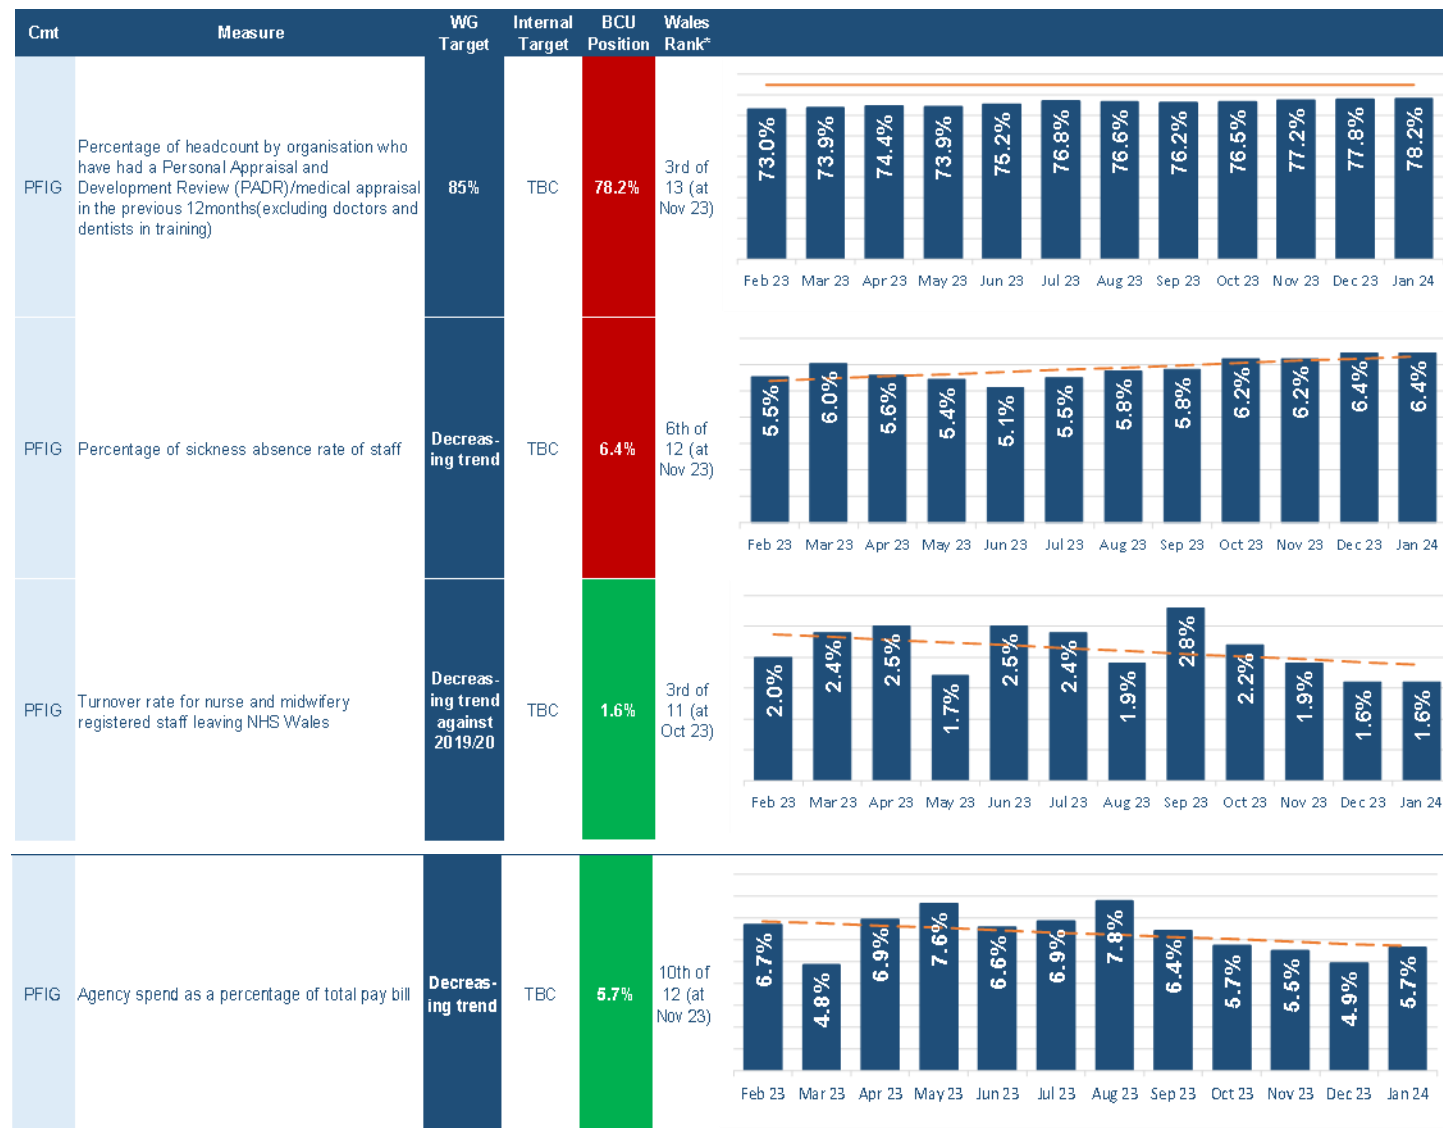 Cmt
Measure
WG
Target
Internal
Target
BCU
Position
Wales
Rank*
PFIG
Percentage of headcount by organisation who
have had a Personal Appraisal and
Development Review (PADR)/medical appraisal
in the previous 12months(excluding doctors and
dentists in training)
85%
TBC
78.2%
3rd of
13 (at
Nov 23)
73.0% 73.9% 74.4% 73.9% 75.2% 76.8% 76.6% 76.2% 76.5% 77.2% 77.8% 78.2%
Feb 23 Mar 23 Apr 23 May 23 Jun 23 Jul 23 Aug 23 Sep 23 Oct 23 Nov 23 Dec 23 Jan 24
PFIG
Percentage of sickness absence rate of staff
Decreas-
ing trend
TBC
6.4%
6th of
12 (at
Nov 23)
5.5% 6.0% 5.6% 5.4% 5.1% 5.5% 5.8% 5.8% 6.2% 6.2% 6.4% 6.4%
Feb 23 Mar 23 Apr 23 May 23 Jun 23 Jul 23 Aug 23 Sep 23 Oct 23 Nov 23 Dec 23 Jan 24
PFIG
Turnover rate for nurse and midwifery
registered staff leaving NHS Wales
Decreas-
ing trend
against
2019/20
TBC
1.6%
3rd of
11 (at
Oct 23)
2.0% 2.4% 2.5% 1.7% 2.5% 2.4% 1.9% 2.8% 2.2% 1.9% 1.6% 1.6%
Feb 23 Mar 23 Apr 23 May 23 Jun 23 Jul 23 Aug 23 Sep 23 Oct 23 Nov 23 Dec 23 Jan 24
PFIG
Agency spend as a percentage of total pay bill
Decreas-
ing trend
TBC
5.7%
10th of
12 (at
Nov 23)
6.7% 4.8% 6.9% 7.6% 6.6% 6.9% 7.8% 6.4% 5.7% 5.5% 4.9% 5.7%
Feb 23 Mar 23 Apr 23 May 23 Jun 23 Jul 23 Aug 23 Sep 23 Oct 23 Nov 23 Dec 23 Jan 24